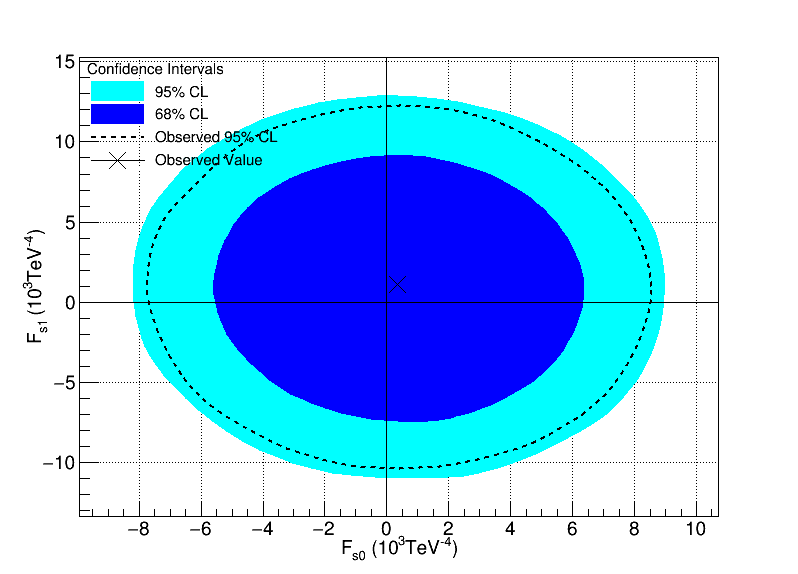 15
10
5
0
−5
−10
F_s1 (10^3TeV^-4)
Confidence Intervals
95% CL
68% CL
Observed 95% CL
Observed Value
−8 −6 −4 −2 0 2 4 6 8 10
F_s0 (10^3TeV^-4)